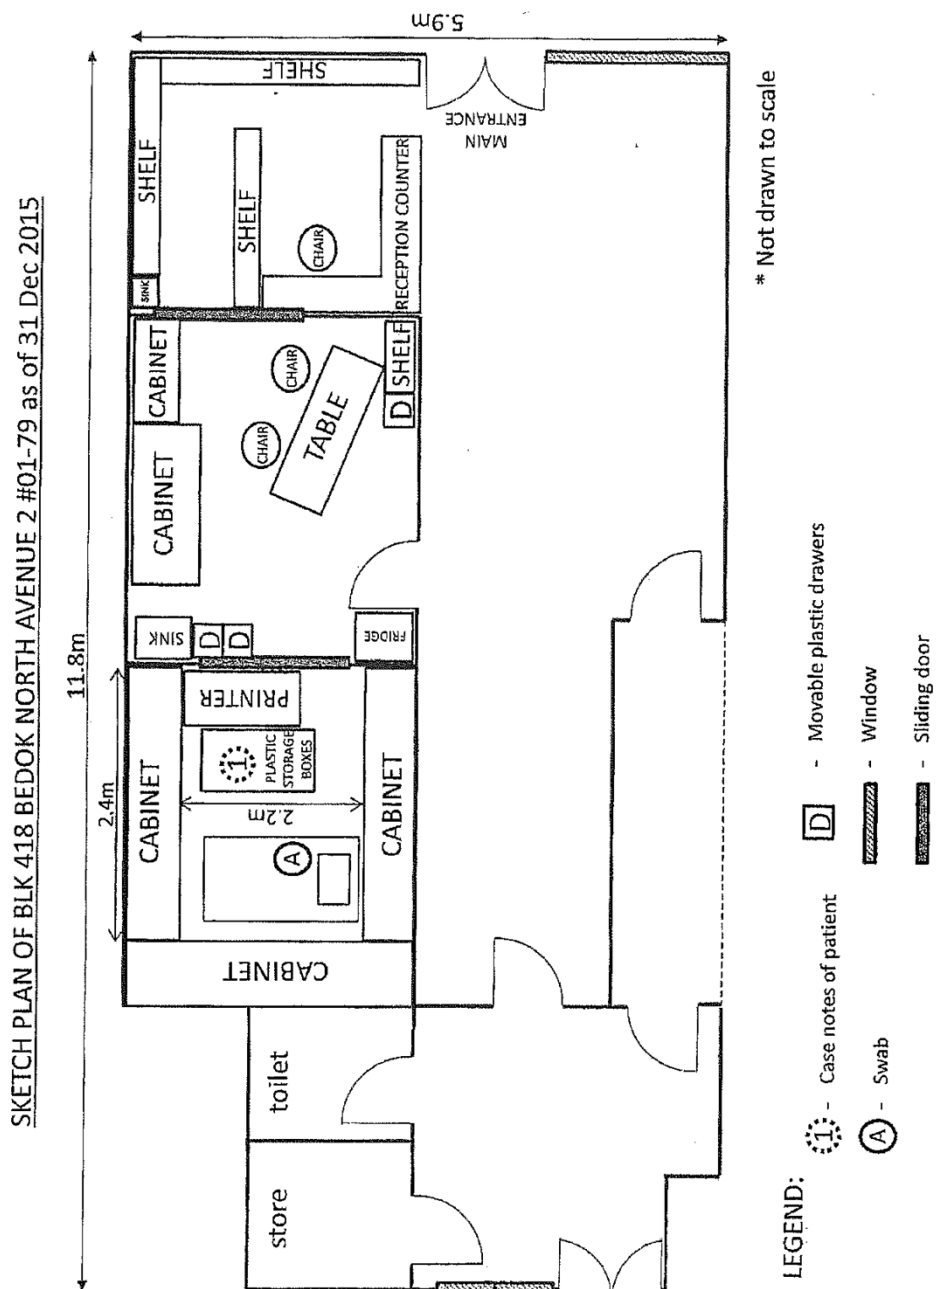 SKETCH PLAN OF BLK 418 BEDOK NORTH AVENUE 2 #01-79 as of 31 Dec 2015
11.8m
5.9m
2.4m
2.2m
store
toilet
CABINET
CABINET
CABINET
A
1
PLASTIC
STORAGE
BOXES
PRINTER
SINK
D
D
FRIDGE
CABINET
CABINET
CHAIR
CHAIR
TABLE
D
SHELF
SINK
SHELF
SHELF
SHELF
CHAIR
RECEPTION COUNTER
MAIN
ENTRANCE
* Not drawn to scale
LEGEND:
1 - Case notes of patient
A - Swab
D - Movable plastic drawers
- Window
- Sliding door